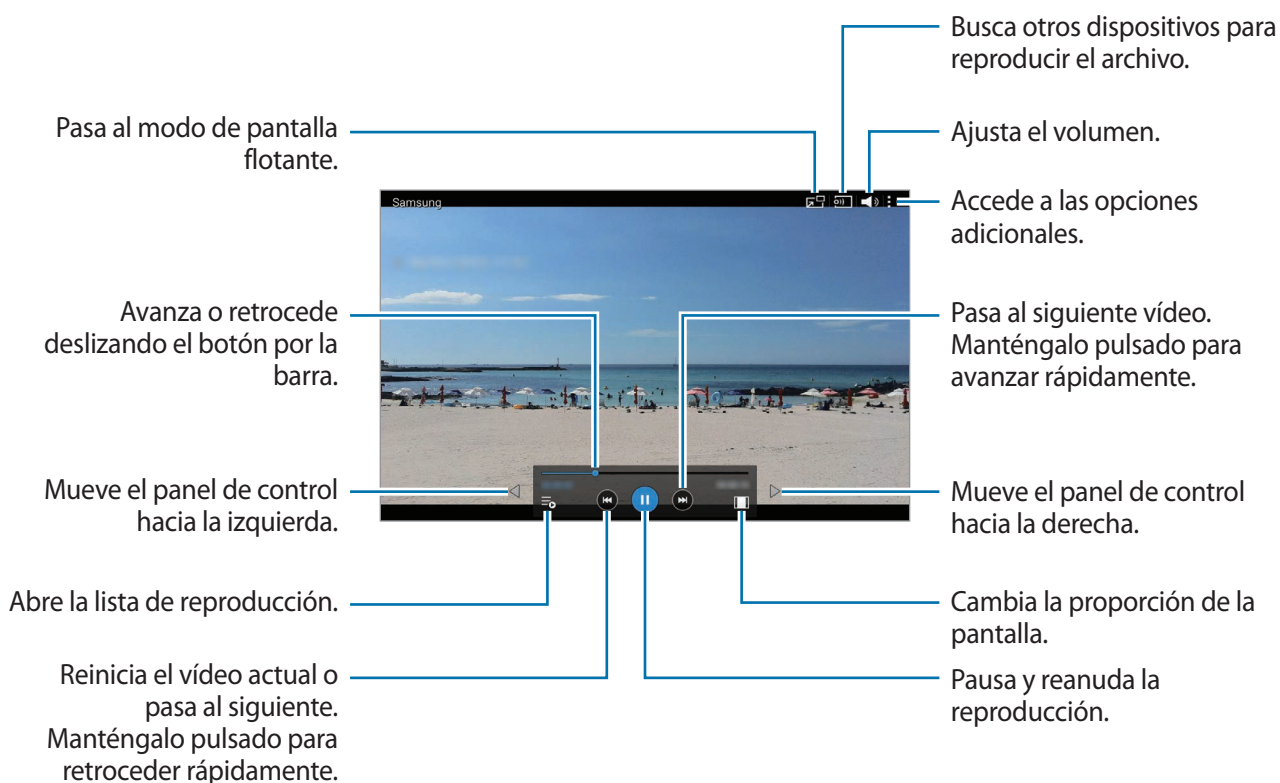 Busca otros dispositivos para
reproducir el archivo.
Pasa al modo de pantalla
flotante.
Ajusta el volumen.
Accede a las opciones
adicionales.
Samsung
Avanza o retrocede
deslizando el botón por la
barra.
Pasa al siguiente vídeo.
Manténgalo pulsado para
avanzar rápidamente.
Mueve el panel de control
hacia la izquierda.
Mueve el panel de control
hacia la derecha.
Abre la lista de reproducción.
Cambia la proporción de la
pantalla.
Reinicia el vídeo actual o
pasa al siguiente.
Manténgalo pulsado para
retroceder rápidamente.
Pausa y reanuda la
reproducción.